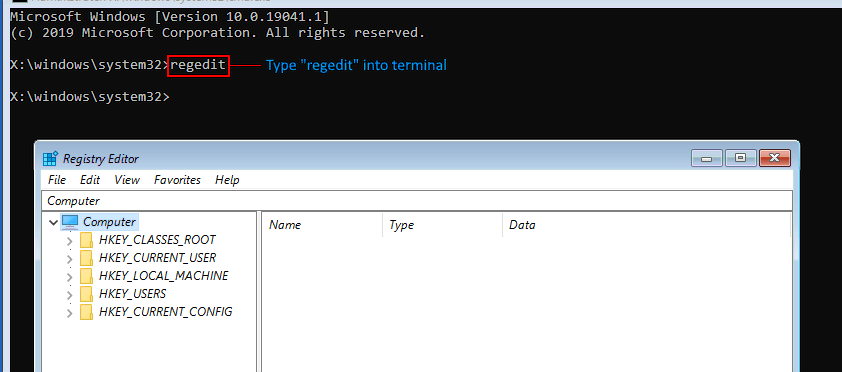 Microsoft Windows [Version 10.0.19041.1]
(c) 2019 Microsoft Corporation. All rights reserved.
X:\windows\system32>regedit Type "regedit" into terminal
X:\windows\system32>
Registry Editor
File Edit View Favorites Help
Computer
Computer Name Type Data
HKEY_CLASSES_ROOT
HKEY_CURRENT_USER
HKEY_LOCAL_MACHINE
HKEY_USERS
HKEY_CURRENT_CONFIG